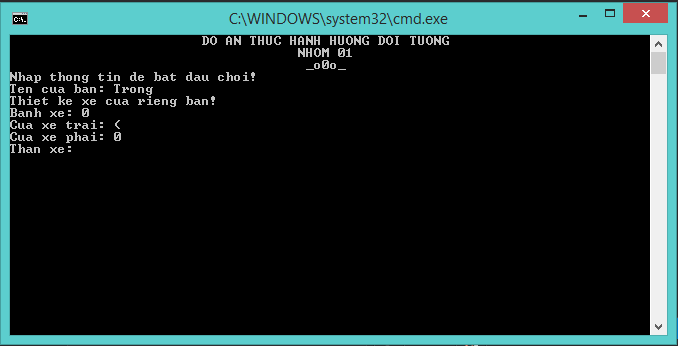 C:\WINDOWS\system32\cmd.exe
DO AN THUC HANH HUONG DOI TUONG
NHOM 01
_o0o_
Nhap thong tin de bat dau choi!
Ten cua ban: Trong
Thiet ke xe cua rieng ban!
Banh xe: 0
Cua xe trai: (
Cua xe phai: 0
Than xe: